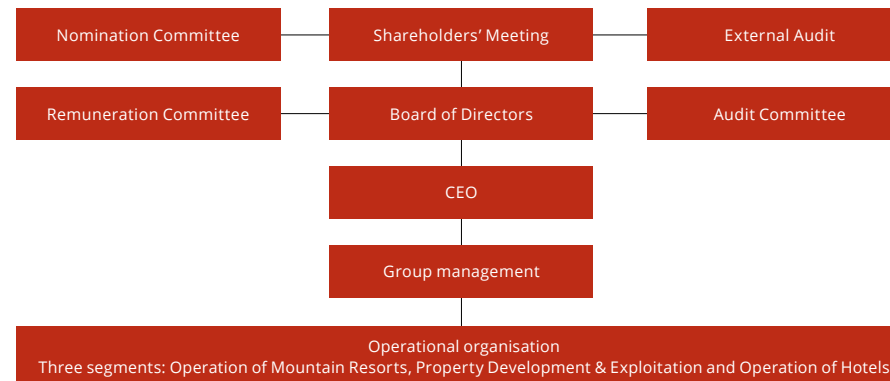 Nomination Committee
Shareholders’ Meeting
External Audit
Remuneration Committee
Board of Directors
Audit Committee
CEO
Group management
Operational organisation
Three segments: Operation of Mountain Resorts, Property Development & Exploitation and Operation of Hotels